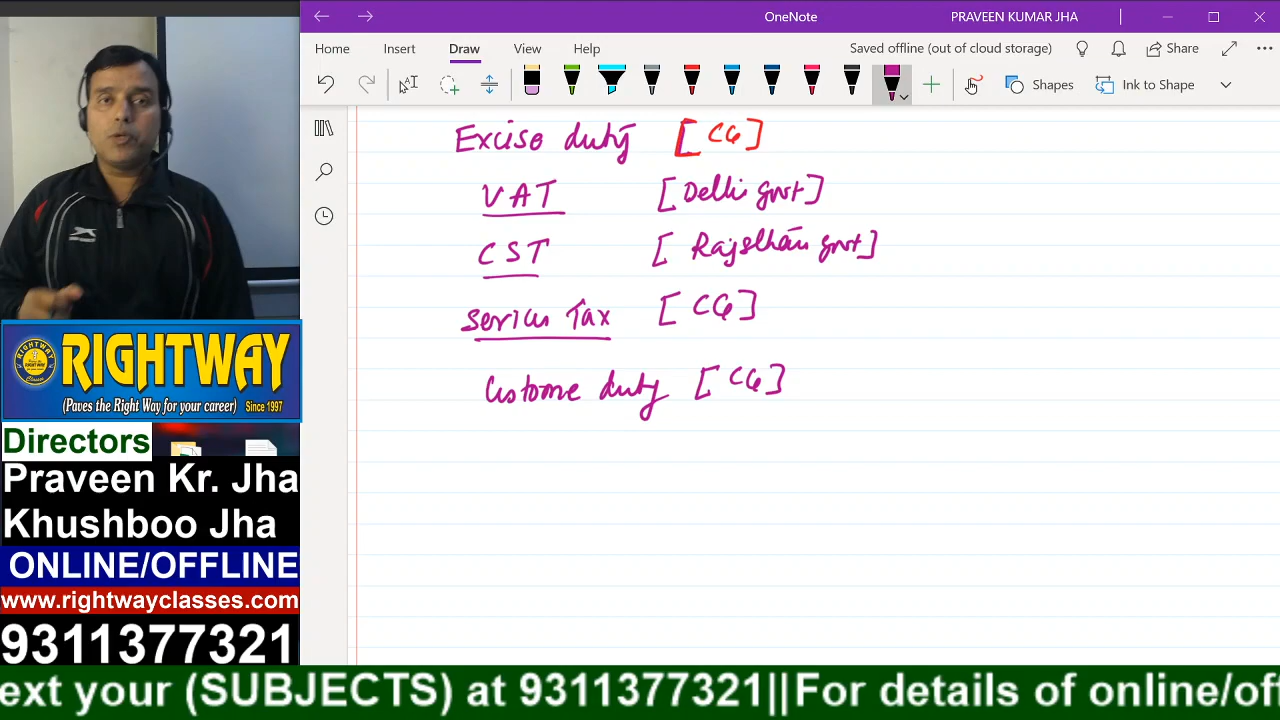 OneNote
PRAVEEN KUMAR JHA
Home Insert Draw View Help
Saved offline (out of cloud storage)
Share
Shapes
Ink to Shape
Excise duty [CG]
VAT [Delhi govt]
CST [Rajsthan govt]
Service Tax [CG]
Custome duty [CG]
RIGHTWAY
(Paves the Right Way for your career) Since 1997
Directors
Praveen Kr. Jha
Khushboo Jha
ONLINE/OFFLINE
www.rightwayclasses.com
9311377321
ext your (SUBJECTS) at 9311377321||For details of online/off